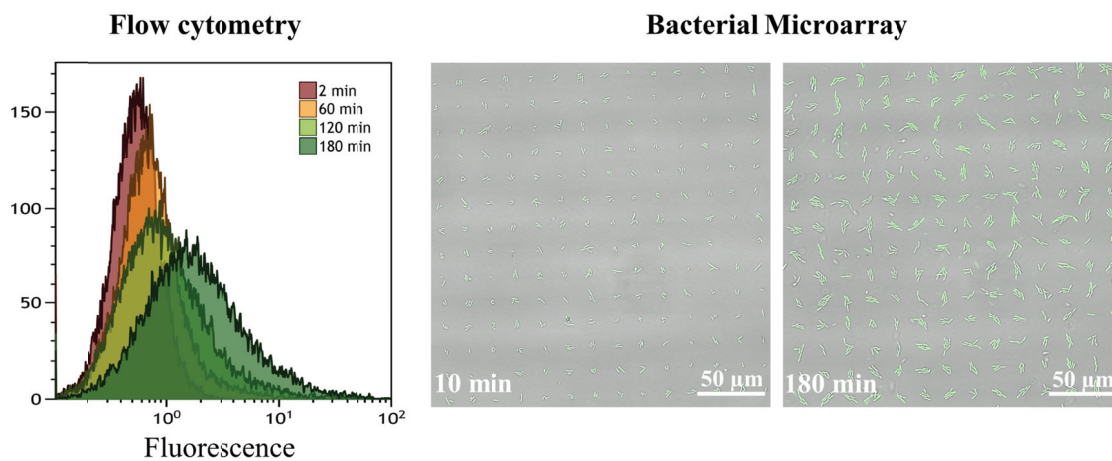 Flow cytometry
Bacterial Microarray
150
100
50
0
2 min
60 min
120 min
180 min
10⁰
10¹
10²
Fluorescence
10 min
50 µm
180 min
50 µm